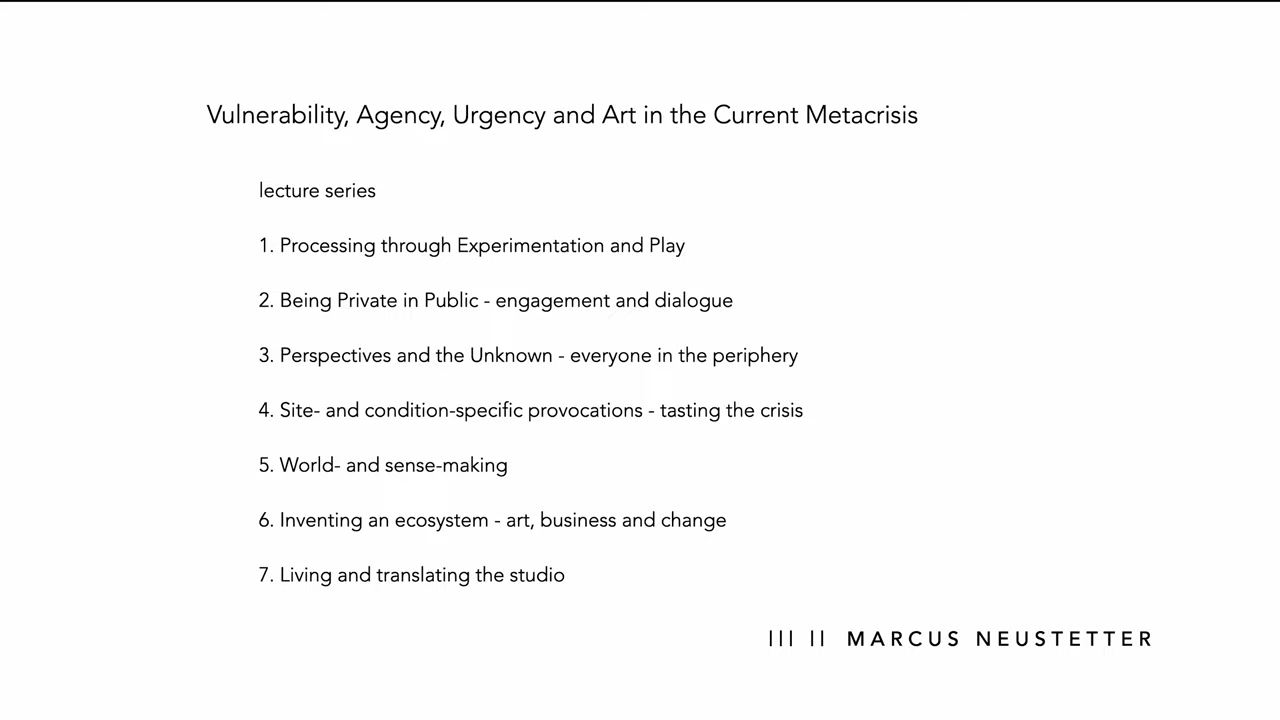 Vulnerability, Agency, Urgency and Art in the Current Metacrisis
lecture series
1. Processing through Experimentation and Play
2. Being Private in Public - engagement and dialogue
3. Perspectives and the Unknown - everyone in the periphery
4. Site- and condition-specific provocations - tasting the crisis
5. World- and sense-making
6. Inventing an ecosystem - art, business and change
7. Living and translating the studio
||| || MARCUS NEUSTETTER